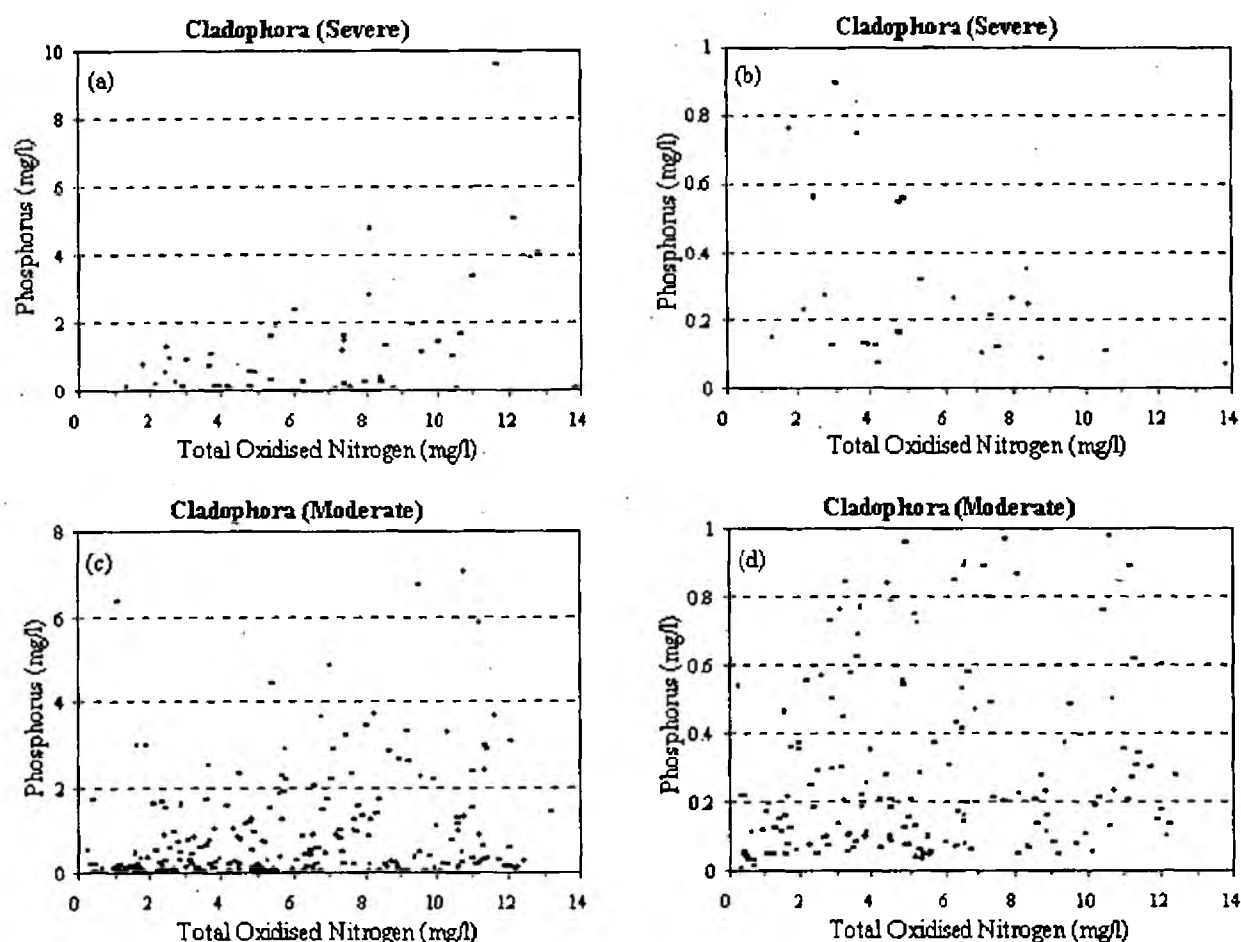 Cladophora (Severe)
(a)
10
8
6
4
2
0
Phosphorus (mg/l)
0 2 4 6 8 10 12 14
Total Oxidised Nitrogen (mg/l)
Cladophora (Severe)
(b)
1
0.8
0.6
0.4
0.2
0
Phosphorus (mg/l)
0 2 4 6 8 10 12 14
Total Oxidised Nitrogen (mg/l)
Cladophora (Moderate)
(c)
8
6
4
2
0
Phosphorus (mg/l)
0 2 4 6 8 10 12 14
Total Oxidised Nitrogen (mg/l)
Cladophora (Moderate)
(d)
1
0.8
0.6
0.4
0.2
0
Phosphorus (mg/l)
0 2 4 6 8 10 12 14
Total Oxidised Nitrogen (mg/l)